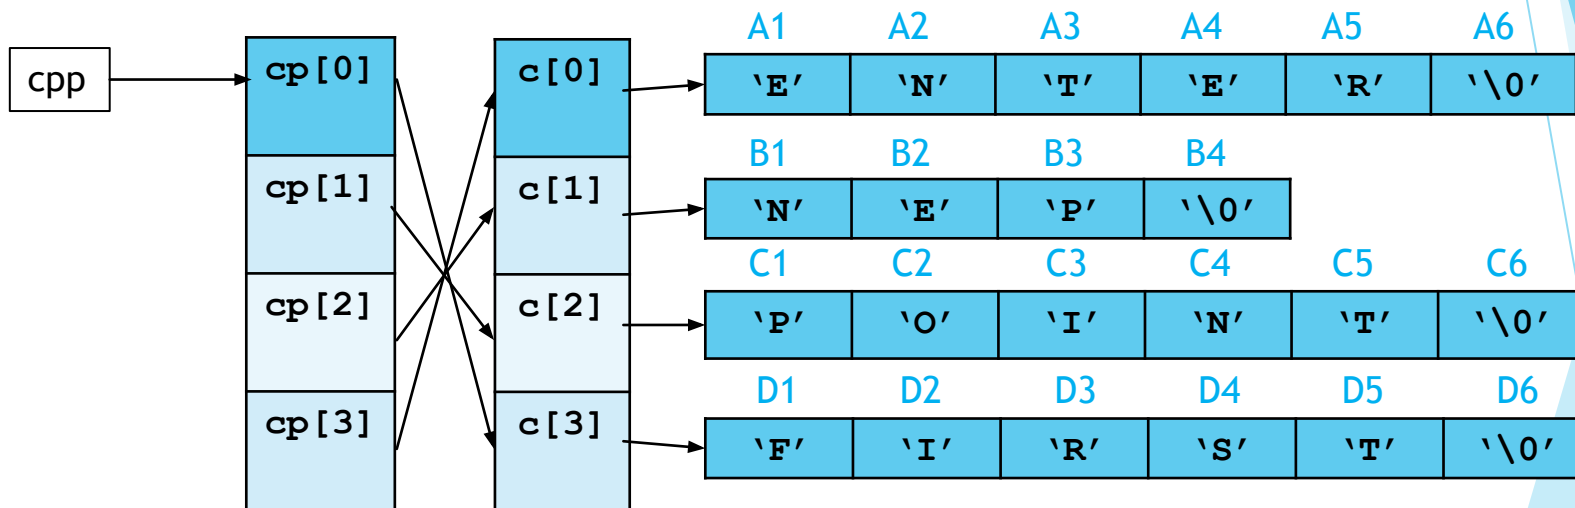 A1 A2 A3 A4 A5 A6
cpp cp[0] c[0] ‘E’ ‘N’ ‘T’ ‘E’ ‘R’ ‘\0’
B1 B2 B3 B4
cp[1] c[1] ‘N’ ‘E’ ‘P’ ‘\0’
C1 C2 C3 C4 C5 C6
cp[2] c[2] ‘P’ ‘O’ ‘I’ ‘N’ ‘T’ ‘\0’
D1 D2 D3 D4 D5 D6
cp[3] c[3] ‘F’ ‘I’ ‘R’ ‘S’ ‘T’ ‘\0’